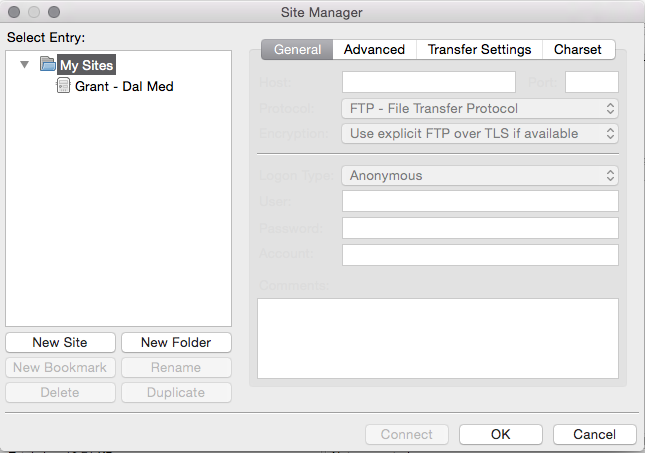 Site Manager
Select Entry:
My Sites
Grant - Dal Med
New Site
New Folder
New Bookmark
Rename
Delete
Duplicate
General
Advanced
Transfer Settings
Charset
Host:
Port:
Protocol:
FTP - File Transfer Protocol
Encryption:
Use explicit FTP over TLS if available
Logon Type:
Anonymous
User:
Password:
Account:
Comments:
Connect
OK
Cancel